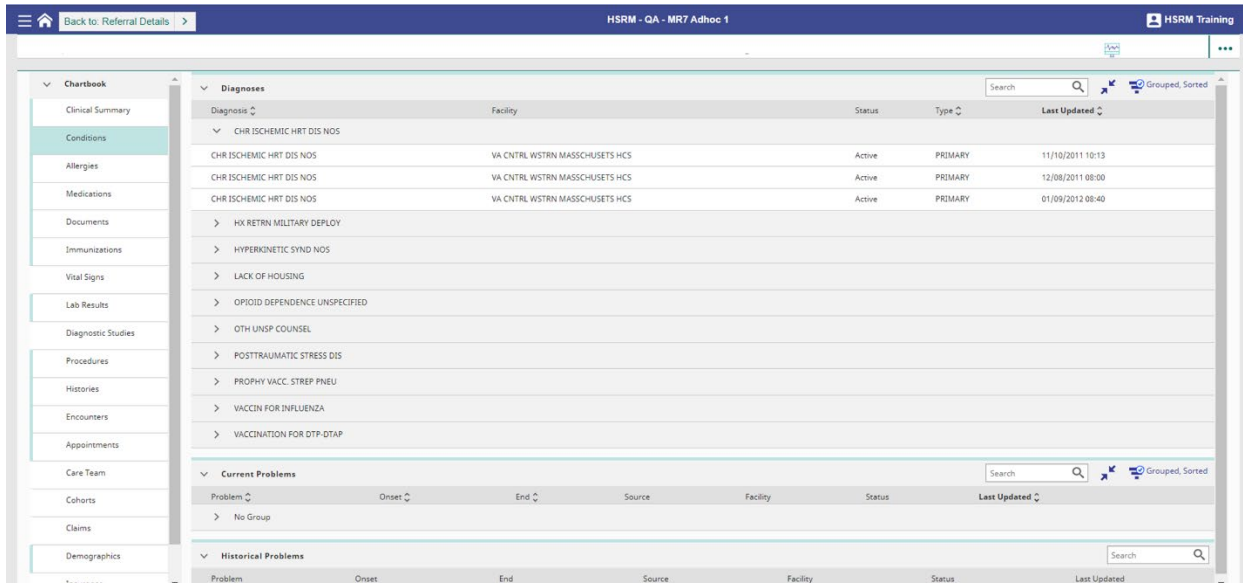 Back to: Referral Details >
HSRM - QA - MR7 Adhoc 1
HSRM Training
Chartbook
Clinical Summary
Conditions
Allergies
Medications
Documents
Immunizations
Vital Signs
Lab Results
Diagnostic Studies
Procedures
Histories
Encounters
Appointments
Care Team
Cohorts
Claims
Demographics
Diagnoses
Search
Grouped, Sorted
Diagnosis Facility Status Type Last Updated
CHR ISCHEMIC HRT DIS NOS
CHR ISCHEMIC HRT DIS NOS VA CNTRL WSTRN MASSCHUSETS HCS Active PRIMARY 11/10/2011 10:13
CHR ISCHEMIC HRT DIS NOS VA CNTRL WSTRN MASSCHUSETS HCS Active PRIMARY 12/08/2011 08:00
CHR ISCHEMIC HRT DIS NOS VA CNTRL WSTRN MASSCHUSETS HCS Active PRIMARY 01/09/2012 08:40
HX RETRN MILITARY DEPLOY
HYPERKINETIC SYND NOS
LACK OF HOUSING
OPIOID DEPENDENCE UNSPECIFIED
OTH UNSP COUNSEL
POSTTRAUMATIC STRESS DIS
PROPHY VACC. STREP PNEU
VACCIN FOR INFLUENZA
VACCINATION FOR DTP-DTAP
Current Problems
Search
Grouped, Sorted
Problem Onset End Source Facility Status Last Updated
No Group
Historical Problems
Search
Problem Onset End Source Facility Status Last Updated